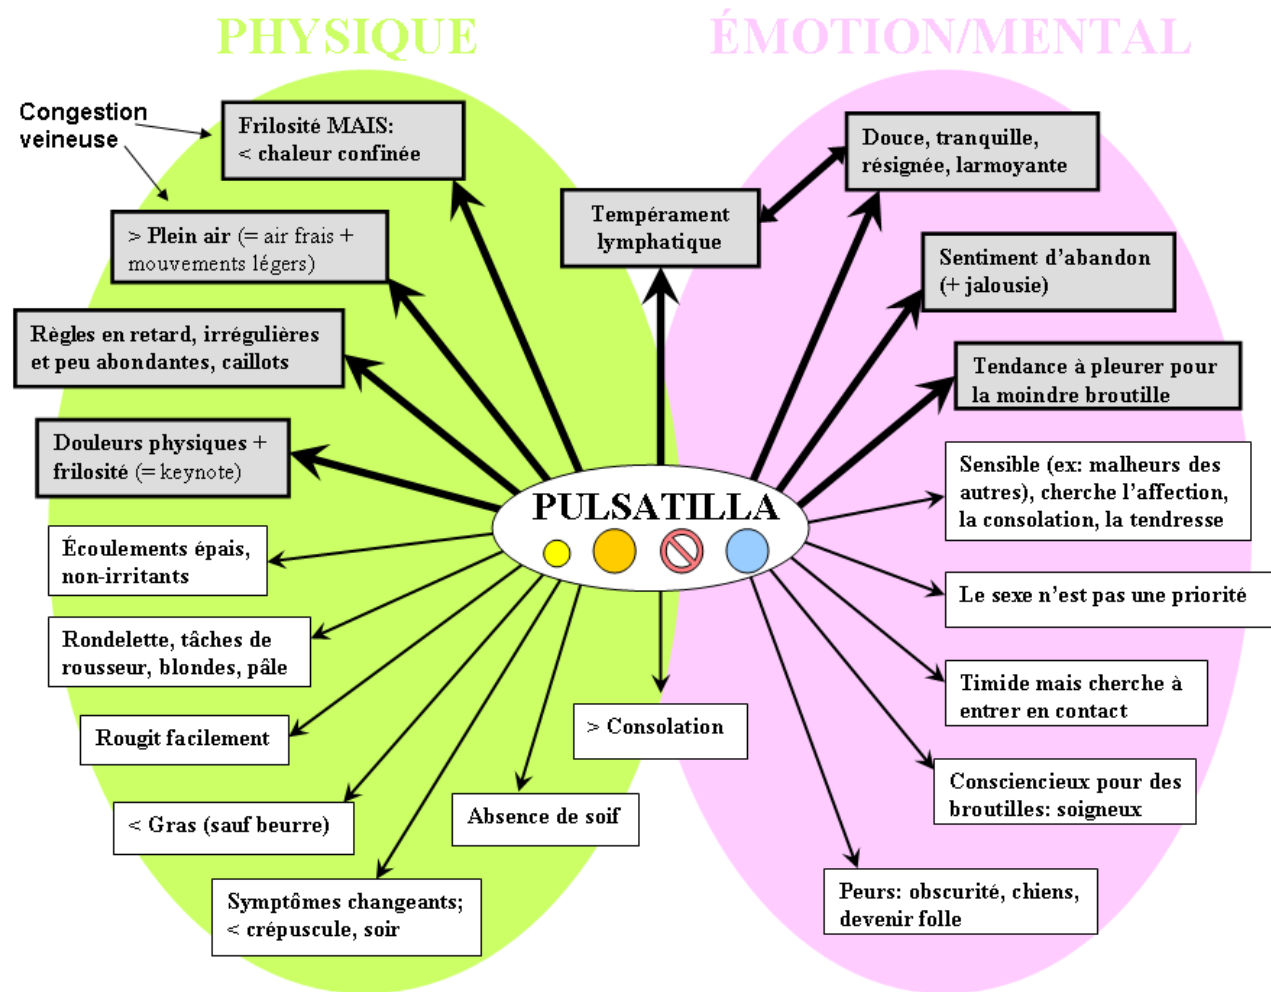 PHYSIQUE
ÉMOTION/MENTAL
Congestion
veineuse
Frilosité MAIS:
< chaleur confinée
> Plein air (= air frais +
mouvements légers)
Règles en retard, irrégulières
et peu abondantes, caillots
Douleurs physiques +
frilosité (= keynote)
Écoulements épais,
non-irritants
Rondelette, tâches de
rousseur, blondes, pâle
Rougit facilement
< Gras (sauf beurre)
Symptômes changeants;
< crépuscule, soir
Absence de soif
> Consolation
Tempérament
lymphatique
PULSATILLA
Douce, tranquille,
résignée, larmoyante
Sentiment d’abandon
(+ jalousie)
Tendance à pleurer pour
la moindre broutille
Sensible (ex: malheurs des
autres), cherche l’affection,
la consolation, la tendresse
Le sexe n’est pas une priorité
Timide mais cherche à
entrer en contact
Consciencieux pour des
broutilles: soigneux
Peurs: obscurité, chiens,
devenir folle